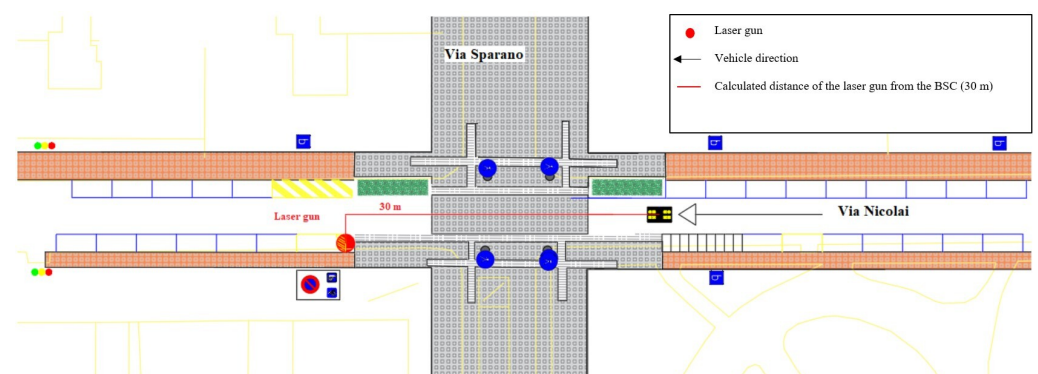 Laser gun
Vehicle direction
Calculated distance of the laser gun from the BSC (30 m)
Via Sparano
30 m
Laser gun
Via Nicolai